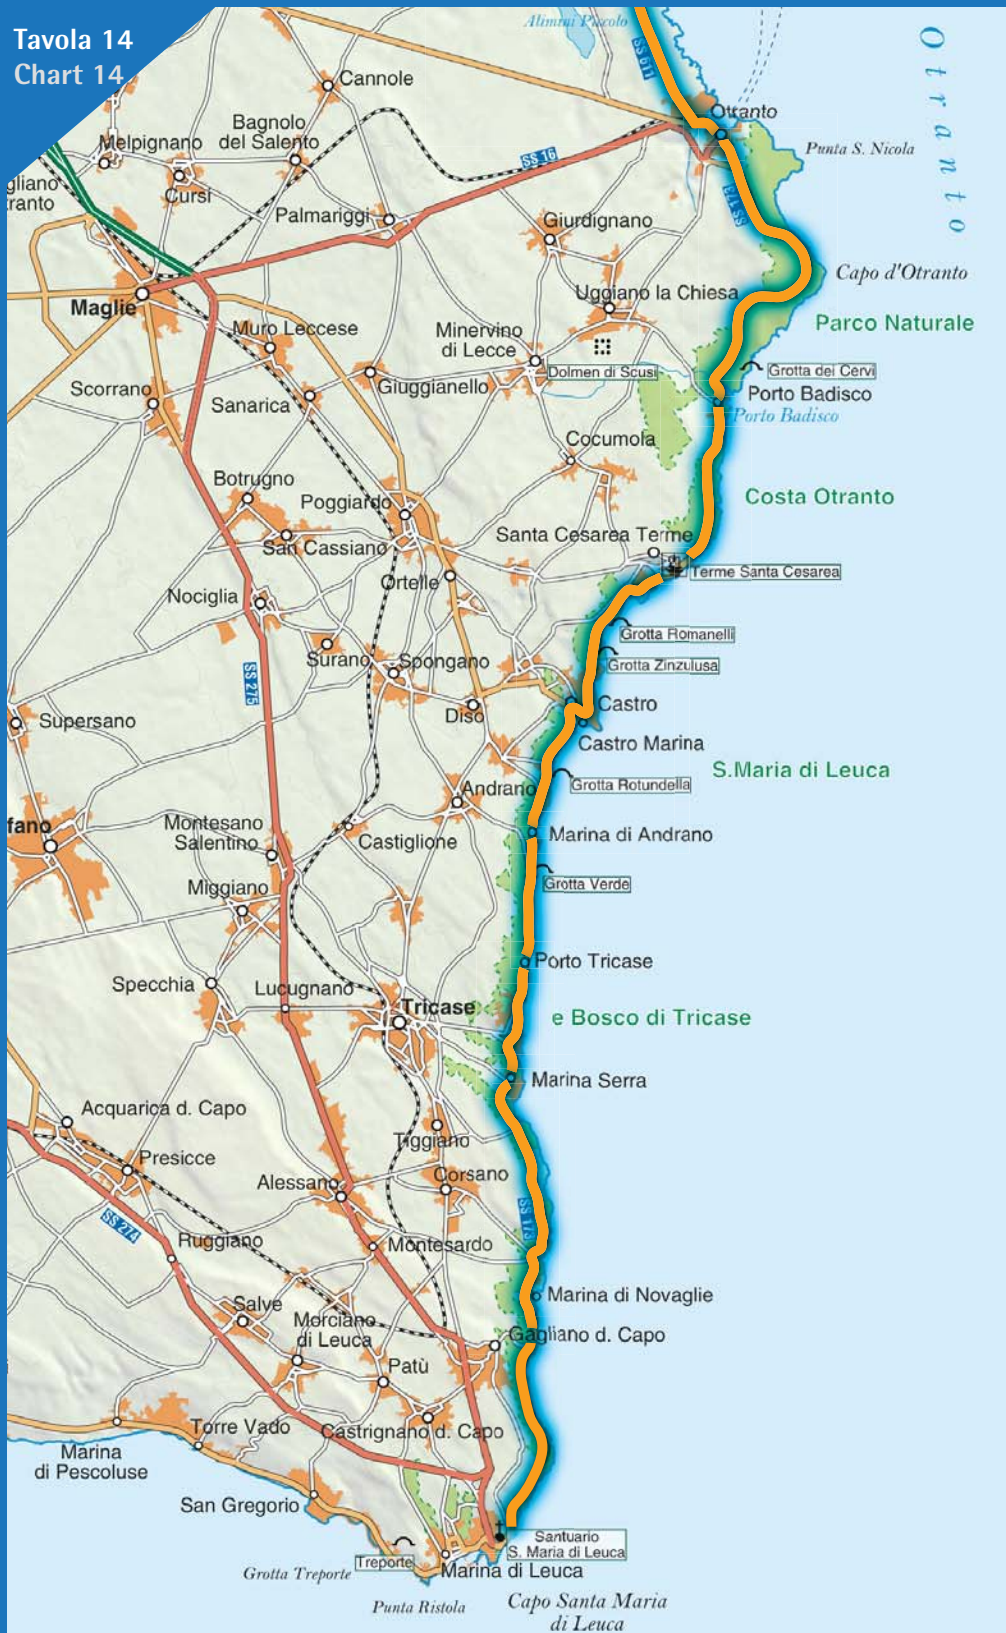 Tavola 14
Chart 14
Alimini Piccolo
SS 611
Otranto
Cannole
Otranto
Bagnolo
del Salento
Melpignano
SS 16
Punta S. Nicola
gliano
tranto
Cursi
SS 173
Palmariggi
Giurdignano
Capo d'Otranto
Maglie
Uggiano la Chiesa
Parco Naturale
Muro Leccese
Minervino
di Lecce
Dolmen di Scusi
Grotta dei Cervi
Scorrano
Giuggianello
Porto Badisco
Sanarica
Porto Badisco
Cocumola
Botrugno
Poggiardo
Costa Otranto
San Cassiano
Santa Cesarea Terme
Ortelle
Terme Santa Cesarea
Nociglia
Grotta Romanelli
Surano
Spongano
Grotta Zinzulusa
SS 275
Supersano
Diso
Castro
Castro Marina
S.Maria di Leuca
Andrano
Grotta Rotundella
fano
Montesano
Salentino
Castiglione
Marina di Andrano
Miggiano
Grotta Verde
Porto Tricase
Specchia
Lucugnano
Tricase
e Bosco di Tricase
Marina Serra
Acquarica d. Capo
Tiggiano
Presicce
Alessano
Corsano
SS 274
SS 173
Ruggiano
Montesardo
Marina di Novaglie
Salve
Morciano
di Leuca
Gagliano d. Capo
Patù
Torre Vado
Castrignano d. Capo
Marina
di Pescoluse
San Gregorio
Santuario
S. Maria di Leuca
Treporte
Grotta Treporte
Marina di Leuca
Punta Ristola
Capo Santa Maria
di Leuca